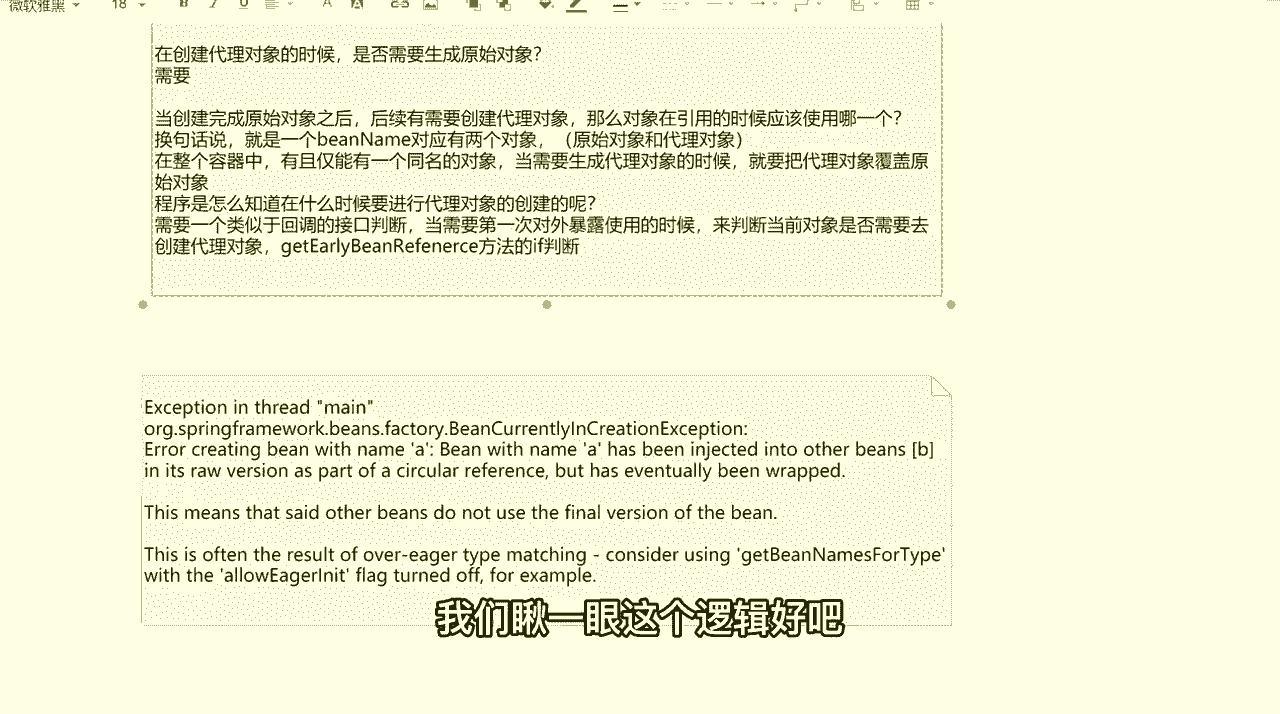 微软雅黑 18 B
在创建代理对象的时候，是否需要生成原始对象？
需要
当创建完成原始对象之后，后续有需要创建代理对象，那么对象在引用的时候应该使用哪一个？
换句话说，就是一个beanName对应有两个对象，（原始对象和代理对象）
在整个容器中，有且仅能有一个同名的对象，当需要生成代理对象的时候，就要把代理对象覆盖原
始对象
程序是怎么知道在什么时候要进行代理对象的创建的呢？
需要一个类似于回调的接口判断，当需要第一次对外暴露使用的时候，来判断当前对象是否需要去
创建代理对象，getEarlyBeanRefenerce方法的if判断
Exception in thread "main"
org.springframework.beans.factory.BeanCurrentlyInCreationException:
Error creating bean with name 'a': Bean with name 'a' has been injected into other beans [b]
in its raw version as part of a circular reference, but has eventually been wrapped.
This means that said other beans do not use the final version of the bean.
This is often the result of over-eager type matching - consider using 'getBeanNamesForType'
with the 'allowEagerInit' flag turned off, for example.
我们瞅一眼这个逻辑好吧